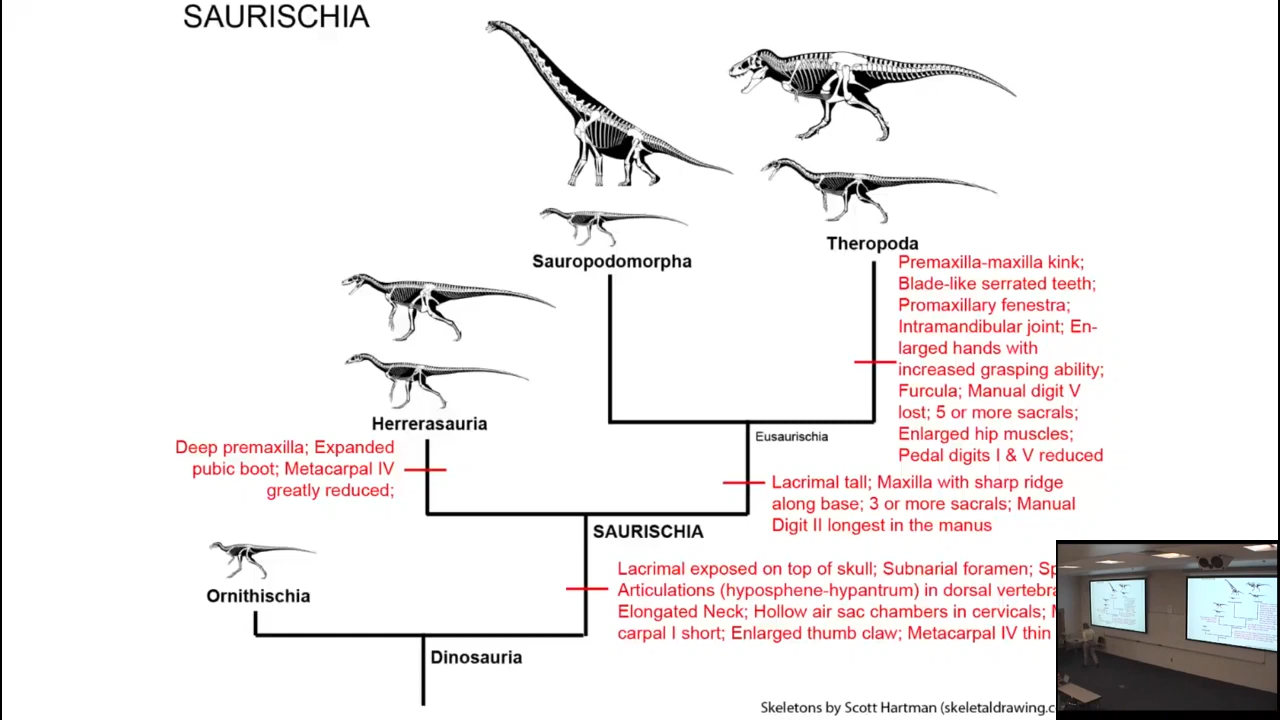 SAURISCHIA
Theropoda
Premaxilla-maxilla kink;
Blade-like serrated teeth;
Promaxillary fenestra;
Intramandibular joint; En-
larged hands with
increased grasping ability;
Furcula; Manual digit V
lost; 5 or more sacrals;
Enlarged hip muscles;
Pedal digits I & V reduced
Sauropodomorpha
Herrerasauria
Deep premaxilla; Expanded
pubic boot; Metacarpal IV
greatly reduced;
Eusaurischia
Lacrimal tall; Maxilla with sharp ridge
along base; 3 or more sacrals; Manual
Digit II longest in the manus
SAURISCHIA
Lacrimal exposed on top of skull; Subnarial foramen;
Articulations (hyposphene-hypantrum) in dorsal vertebra
Elongated Neck; Hollow air sac chambers in cervicals;
carpal I short; Enlarged thumb claw; Metacarpal IV thin
Ornithischia
Dinosauria
Skeletons by Scott Hartman (skeletaldrawing.c